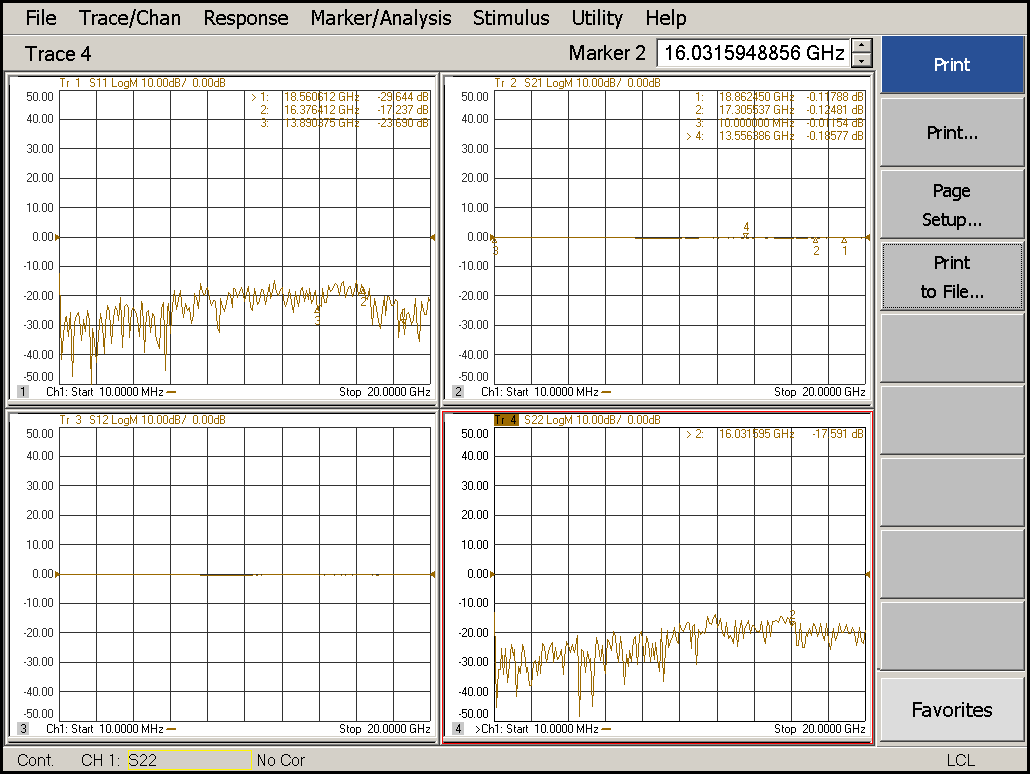 File Trace/Chan Response Marker/Analysis Stimulus Utility Help
Trace 4 Marker 2 16.0315948856 GHz
Print
Print...
Page
Setup...
Print
to File...
Favorites
Tr 1 S11 LogM 10.00dB/ 0.00dB
> 1: 18.560612 GHz -29.644 dB
2: 16.376412 GHz -17.237 dB
3: 13.890375 GHz -23.690 dB
50.00
40.00
30.00
20.00
10.00
0.00
-10.00
-20.00
-30.00
-40.00
-50.00
2
3
1 Ch1: Start 10.0000 MHz Stop 20.0000 GHz
Tr 2 S21 LogM 10.00dB/ 0.00dB
1: 18.862450 GHz -0.11788 dB
2: 17.305537 GHz -0.12481 dB
3: 10.000000 MHz -0.01154 dB
> 4: 13.556386 GHz -0.18577 dB
50.00
40.00
30.00
20.00
10.00
0.00
-10.00
-20.00
-30.00
-40.00
-50.00
4
3 2 1
2 Ch1: Start 10.0000 MHz Stop 20.0000 GHz
Tr 3 S12 LogM 10.00dB/ 0.00dB
50.00
40.00
30.00
20.00
10.00
0.00
-10.00
-20.00
-30.00
-40.00
-50.00
3 Ch1: Start 10.0000 MHz Stop 20.0000 GHz
Tr 4 S22 LogM 10.00dB/ 0.00dB
> 2: 16.031595 GHz -17.591 dB
50.00
40.00
30.00
20.00
10.00
0.00
-10.00
-20.00
-30.00
-40.00
-50.00
2
4 >Ch1: Start 10.0000 MHz Stop 20.0000 GHz
Cont. CH 1: S22 No Cor LCL